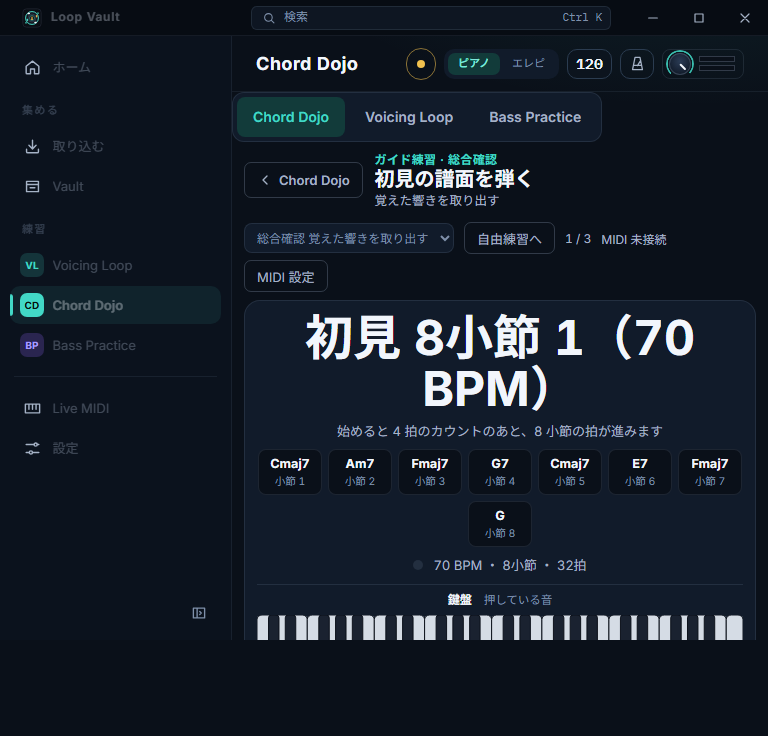 Loop Vault
検索
Ctrl K
ホーム
集める
取り込む
Vault
練習
VL Voicing Loop
CD Chord Dojo
BP Bass Practice
Live MIDI
設定
Chord Dojo
ピアノ
エレピ
120
Chord Dojo
Voicing Loop
Bass Practice
Chord Dojo
ガイド練習 · 総合確認
初見の譜面を弾く
覚えた響きを取り出す
総合確認 覚えた響きを取り出す
自由練習へ
1 / 3
MIDI 未接続
MIDI 設定
初見 8小節 1（70
BPM）
始めると 4 拍のカウントのあと、8 小節の拍が進みます
Cmaj7
小節 1
Am7
小節 2
Fmaj7
小節 3
G7
小節 4
Cmaj7
小節 5
E7
小節 6
Fmaj7
小節 7
G
小節 8
70 BPM ・ 8小節 ・ 32拍
鍵盤 押している音